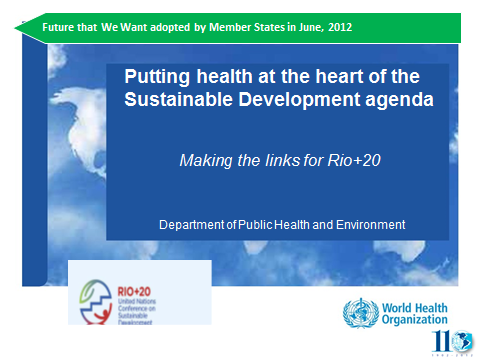 Future that We Want adopted by Member States in June, 2012
Putting health at the heart of the
Sustainable Development agenda
Making the links for Rio+20
Department of Public Health and Environment
RIO+20
United Nations
Conference on
Sustainable
Development
World Health
Organization
110